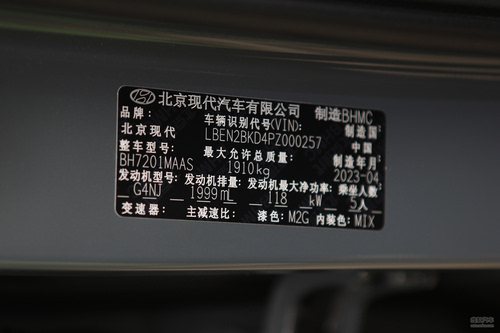 北京现代汽车有限公司 制造BHMC
品牌: 车辆识别代号(VIN) 制造国
北京现代 LBEN2BKD4PZ000257 中国
整车型号: 最大允许总质量: 制造年月
BH7201MAAS 1910kg 2023-04
发动机型号: 发动机排量: 发动机最大净功率: 乘坐人数
G4NJ 1999mL 118 kW 5人
变速器: 主减速比: 漆色: M2G 内装色: MIX